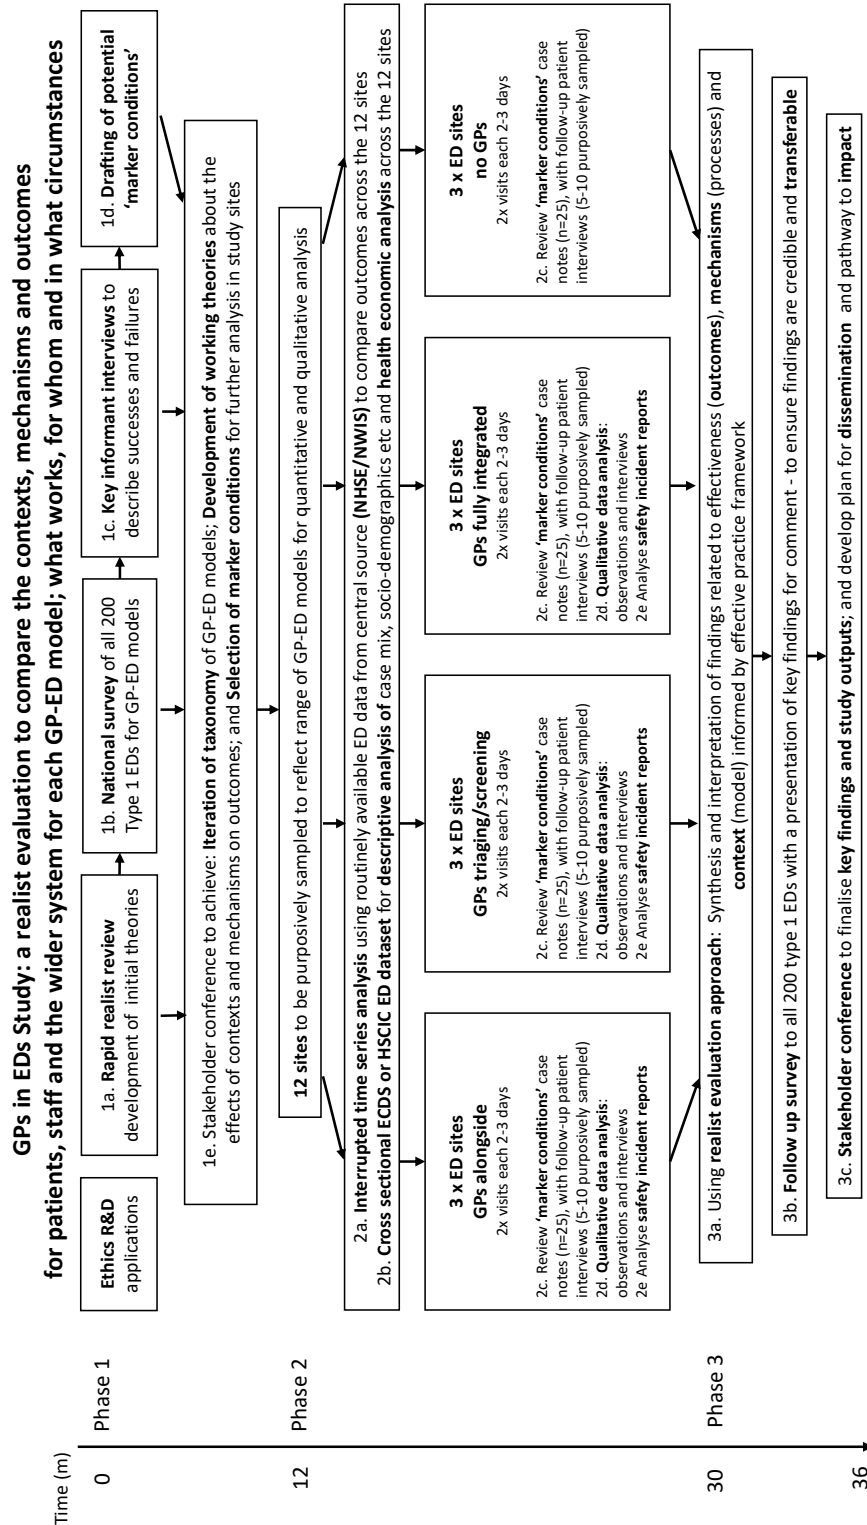 GPs in EDs Study: a realist evaluation to compare the contexts, mechanisms and outcomes
for patients, staff and the wider system for each GP-ED model; what works, for whom and in what circumstances
Time (m)
0
Phase 1
Ethics R&D
applications
1a. Rapid realist review
development of initial theories
1b. National survey of all 200
Type 1 EDs for GP-ED models
1c. Key informant interviews to
describe successes and failures
1d. Drafting of potential
‘marker conditions’
1e. Stakeholder conference to achieve: Iteration of taxonomy of GP-ED models; Development of working theories about the
effects of contexts and mechanisms on outcomes; and Selection of marker conditions for further analysis in study sites
12
Phase 2
12 sites to be purposively sampled to reflect range of GP-ED models for quantitative and qualitative analysis
2a. Interrupted time series analysis using routinely available ED data from central source (NHSE/NWIS) to compare outcomes across the 12 sites
2b. Cross sectional ECDS or HSCIC ED dataset for descriptive analysis of case mix, socio-demographics etc and health economic analysis across the 12 sites
3 x ED sites
GPs alongside
2x visits each 2-3 days
2c. Review ‘marker conditions’ case
notes (n=25), with follow-up patient
interviews (5-10 purposively sampled)
2d. Qualitative data analysis:
observations and interviews
2e Analyse safety incident reports
3 x ED sites
GPs triaging/screening
2x visits each 2-3 days
2c. Review ‘marker conditions’ case
notes (n=25), with follow-up patient
interviews (5-10 purposively sampled)
2d. Qualitative data analysis:
observations and interviews
2e Analyse safety incident reports
3 x ED sites
GPs fully integrated
2x visits each 2-3 days
2c. Review ‘marker conditions’ case
notes (n=25), with follow-up patient
interviews (5-10 purposively sampled)
2d. Qualitative data analysis:
observations and interviews
2e Analyse safety incident reports
3 x ED sites
no GPs
2x visits each 2-3 days
2c. Review ‘marker conditions’ case
notes (n=25), with follow-up patient
interviews (5-10 purposively sampled)
30
Phase 3
3a. Using realist evaluation approach: Synthesis and interpretation of findings related to effectiveness (outcomes), mechanisms (processes) and
context (model) informed by effective practice framework
3b. Follow up survey to all 200 type 1 EDs with a presentation of key findings for comment - to ensure findings are credible and transferable
36
3c. Stakeholder conference to finalise key findings and study outputs; and develop plan for dissemination and pathway to impact